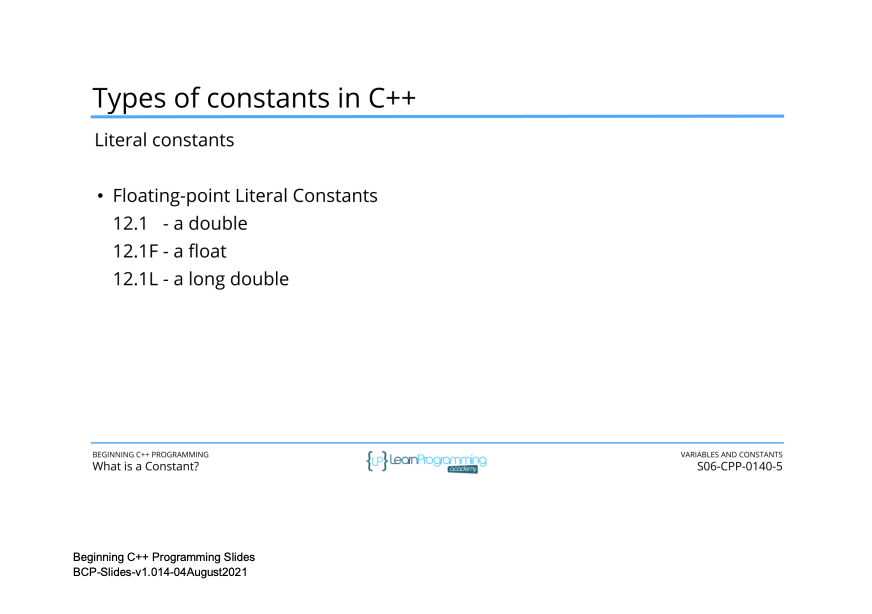 Types of constants in C++
Literal constants
• Floating-point Literal Constants
12.1 - a double
12.1F - a float
12.1L - a long double
BEGINNING C++ PROGRAMMING
What is a Constant?
{LP} LearnProgramming
academy
VARIABLES AND CONSTANTS
S06-CPP-0140-5
Beginning C++ Programming Slides
BCP-Slides-v1.014-04August2021